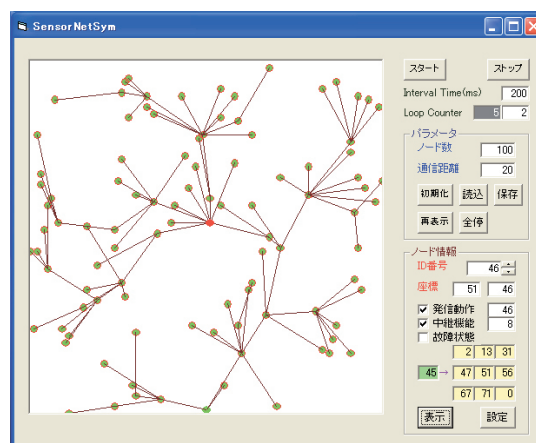 SensorNetSym
スタート ストップ
Interval Time(ms) 200
Loop Counter 6 2
パラメータ
ノード数 100
通信距離 20
初期化 読込 保存
再表示 全停
ノード情報
ID番号 46
座標 51 46
発信動作 46
中継機能 8
故障状態
2 13 31
45 → 47 51 56
67 71 0
表示 設定